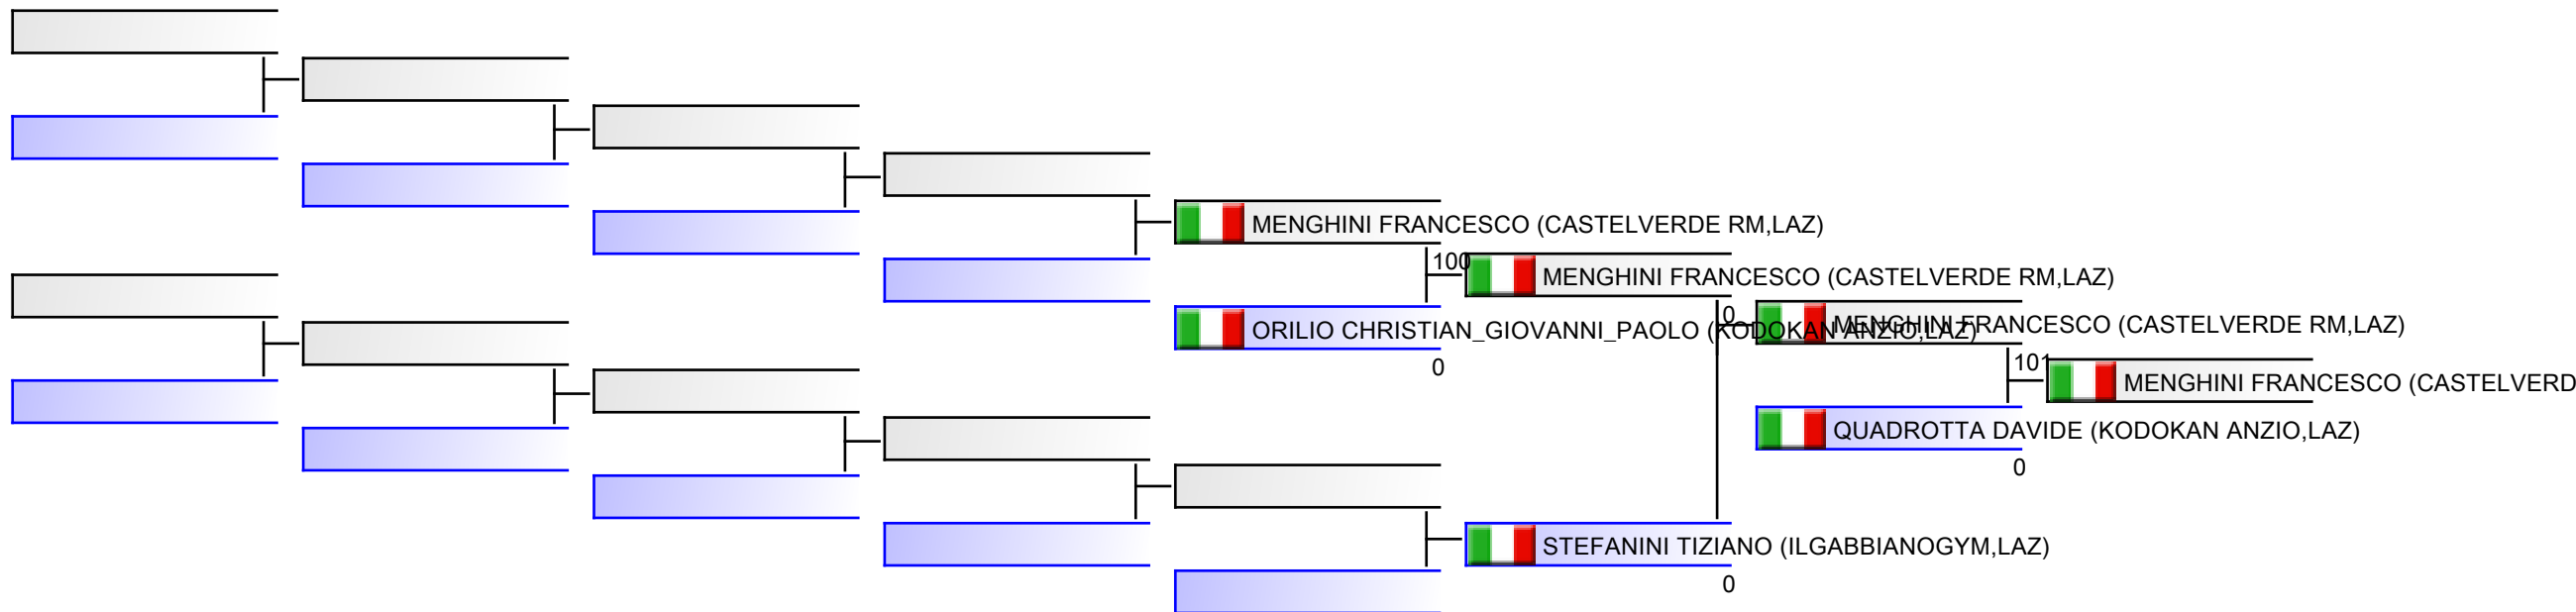 MENGHINI FRANCESCO (CASTELVERDE RM,LAZ)
100
MENGHINI FRANCESCO (CASTELVERDE RM,LAZ)
0
MENGHINI FRANCESCO (CASTELVERDE RM,LAZ)
ORILIO CHRISTIAN_GIOVANNI_PAOLO (KODOKAN ANZIO,LAZ)
0
101
MENGHINI FRANCESCO (CASTELVERD
QUADROTTA DAVIDE (KODOKAN ANZIO,LAZ)
0
STEFANINI TIZIANO (ILGABBIANOGYM,LAZ)
0